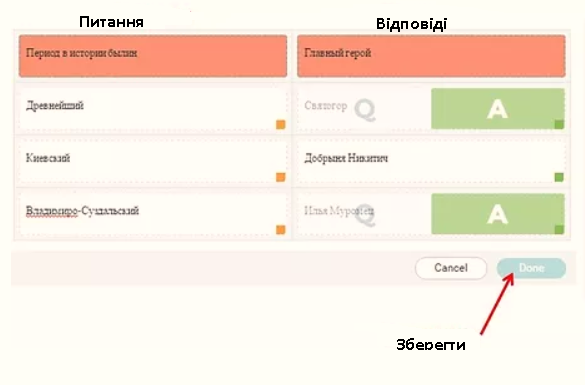 Питання Відповіді
Период в истории былин Главный герой
Древнейший Святогор Q A
Киевский Добрыня Никитич
Владимиро-Суздальский Илья Муромец Q A
Cancel Done
Зберегти